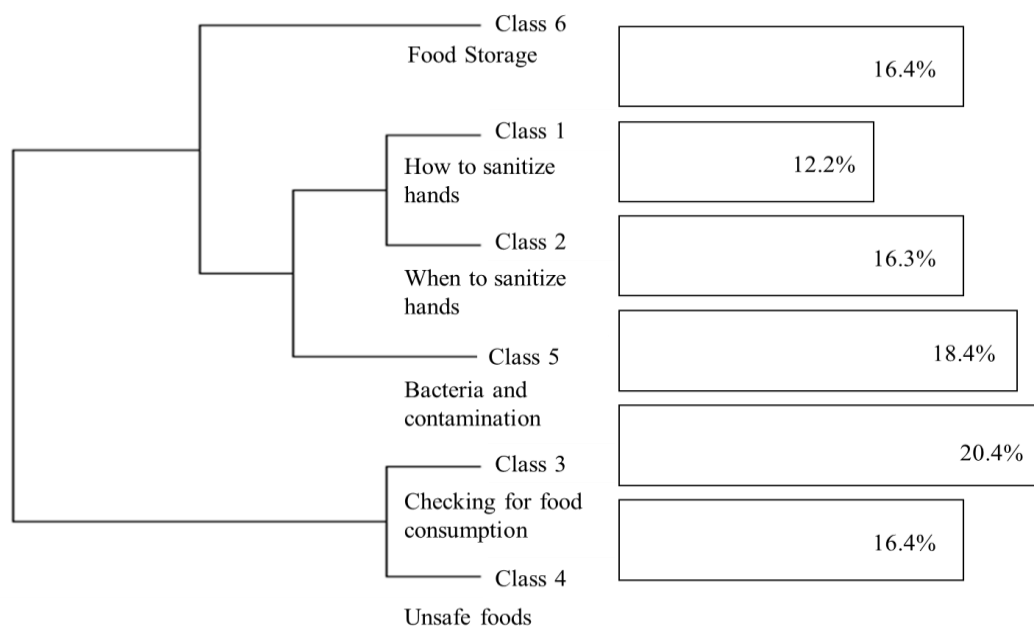 Class 6
Food Storage
16.4%
Class 1
How to sanitize
hands
12.2%
Class 2
When to sanitize
hands
16.3%
Class 5
Bacteria and
contamination
18.4%
Class 3
Checking for food
consumption
20.4%
Class 4
Unsafe foods
16.4%